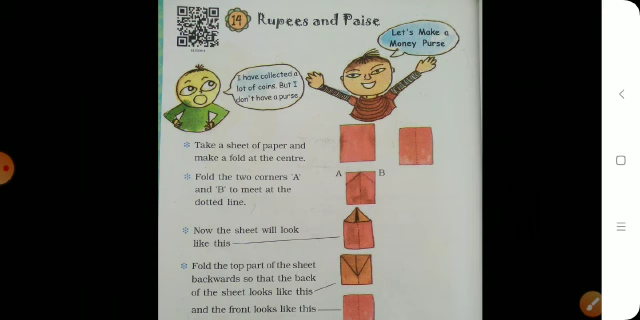 14 Rupees and Paise
Let's Make a
Money Purse
I have collected a
lot of coins. But I
don't have a purse.
Take a sheet of paper and
make a fold at the centre.
Fold the two corners 'A'
and 'B' to meet at the
dotted line.
A B
Now the sheet will look
like this
Fold the top part of the sheet
backwards so that the back
of the sheet looks like this
and the front looks like this